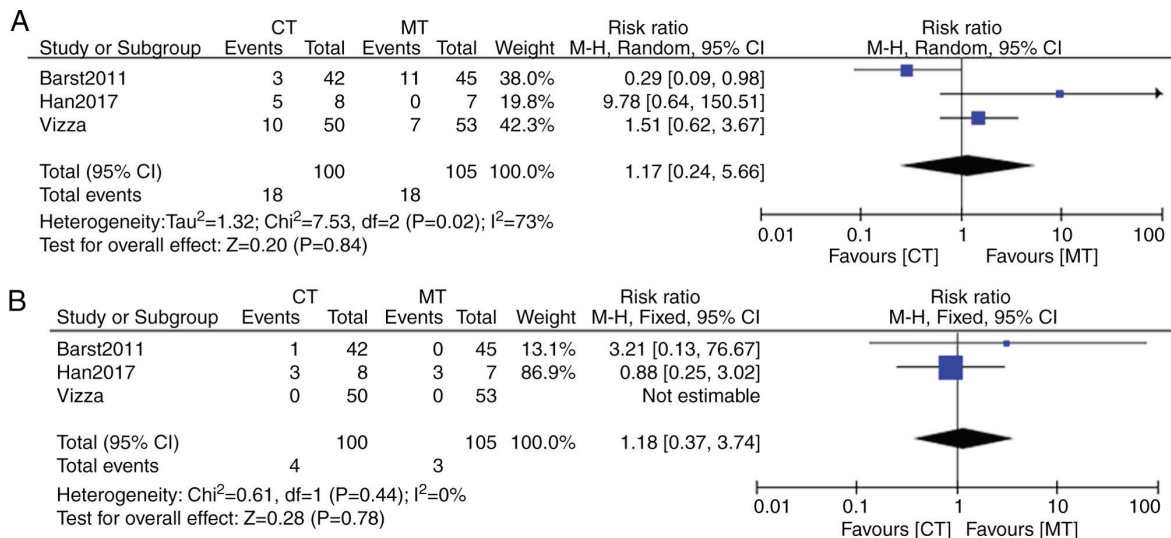 A
CT MT Risk ratio Risk ratio
Study or Subgroup Events Total Events Total Weight M-H, Random, 95% CI M-H, Random, 95% CI
Barst2011 3 42 11 45 38.0% 0.29 [0.09, 0.98]
Han2017 5 8 0 7 19.8% 9.78 [0.64, 150.51]
Vizza 10 50 7 53 42.3% 1.51 [0.62, 3.67]
Total (95% CI) 100 105 100.0% 1.17 [0.24, 5.66]
Total events 18 18
Heterogeneity:Tau²=1.32; Chi²=7.53, df=2 (P=0.02); I²=73%
Test for overall effect: Z=0.20 (P=0.84)
0.01 0.1 1 10 100
Favours [CT] Favours [MT]
B
CT MT Risk ratio Risk ratio
Study or Subgroup Events Total Events Total Weight M-H, Fixed, 95% CI M-H, Fixed, 95% CI
Barst2011 1 42 0 45 13.1% 3.21 [0.13, 76.67]
Han2017 3 8 3 7 86.9% 0.88 [0.25, 3.02]
Vizza 0 50 0 53 Not estimable
Total (95% CI) 100 105 100.0% 1.18 [0.37, 3.74]
Total events 4 3
Heterogeneity: Chi²=0.61, df=1 (P=0.44); I²=0%
Test for overall effect: Z=0.28 (P=0.78)
0.01 0.1 1 10 100
Favours [CT] Favours [MT]